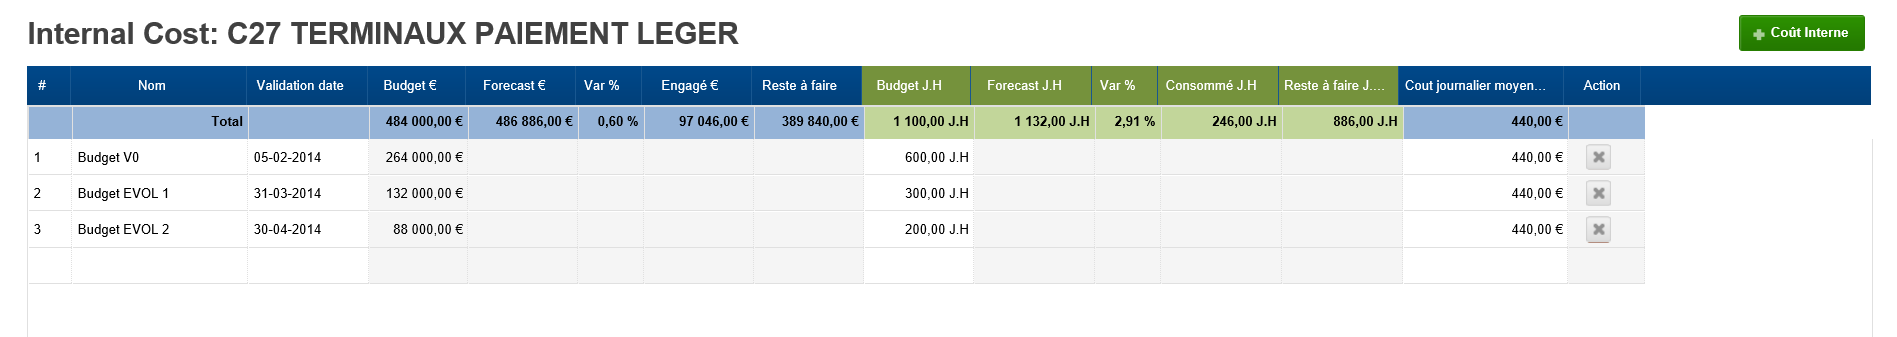 Internal Cost: C27 TERMINAUX PAIEMENT LEGER
Coût Interne
# Nom Validation date Budget € Forecast € Var % Engagé € Reste à faire Budget J.H Forecast J.H Var % Consommé J.H Reste à faire J.... Cout journalier moyen... Action
Total 484 000,00 € 486 886,00 € 0,60 % 97 046,00 € 389 840,00 € 1 100,00 J.H 1 132,00 J.H 2,91 % 246,00 J.H 886,00 J.H 440,00 €
1 Budget V0 05-02-2014 264 000,00 € 600,00 J.H 440,00 €
2 Budget EVOL 1 31-03-2014 132 000,00 € 300,00 J.H 440,00 €
3 Budget EVOL 2 30-04-2014 88 000,00 € 200,00 J.H 440,00 €